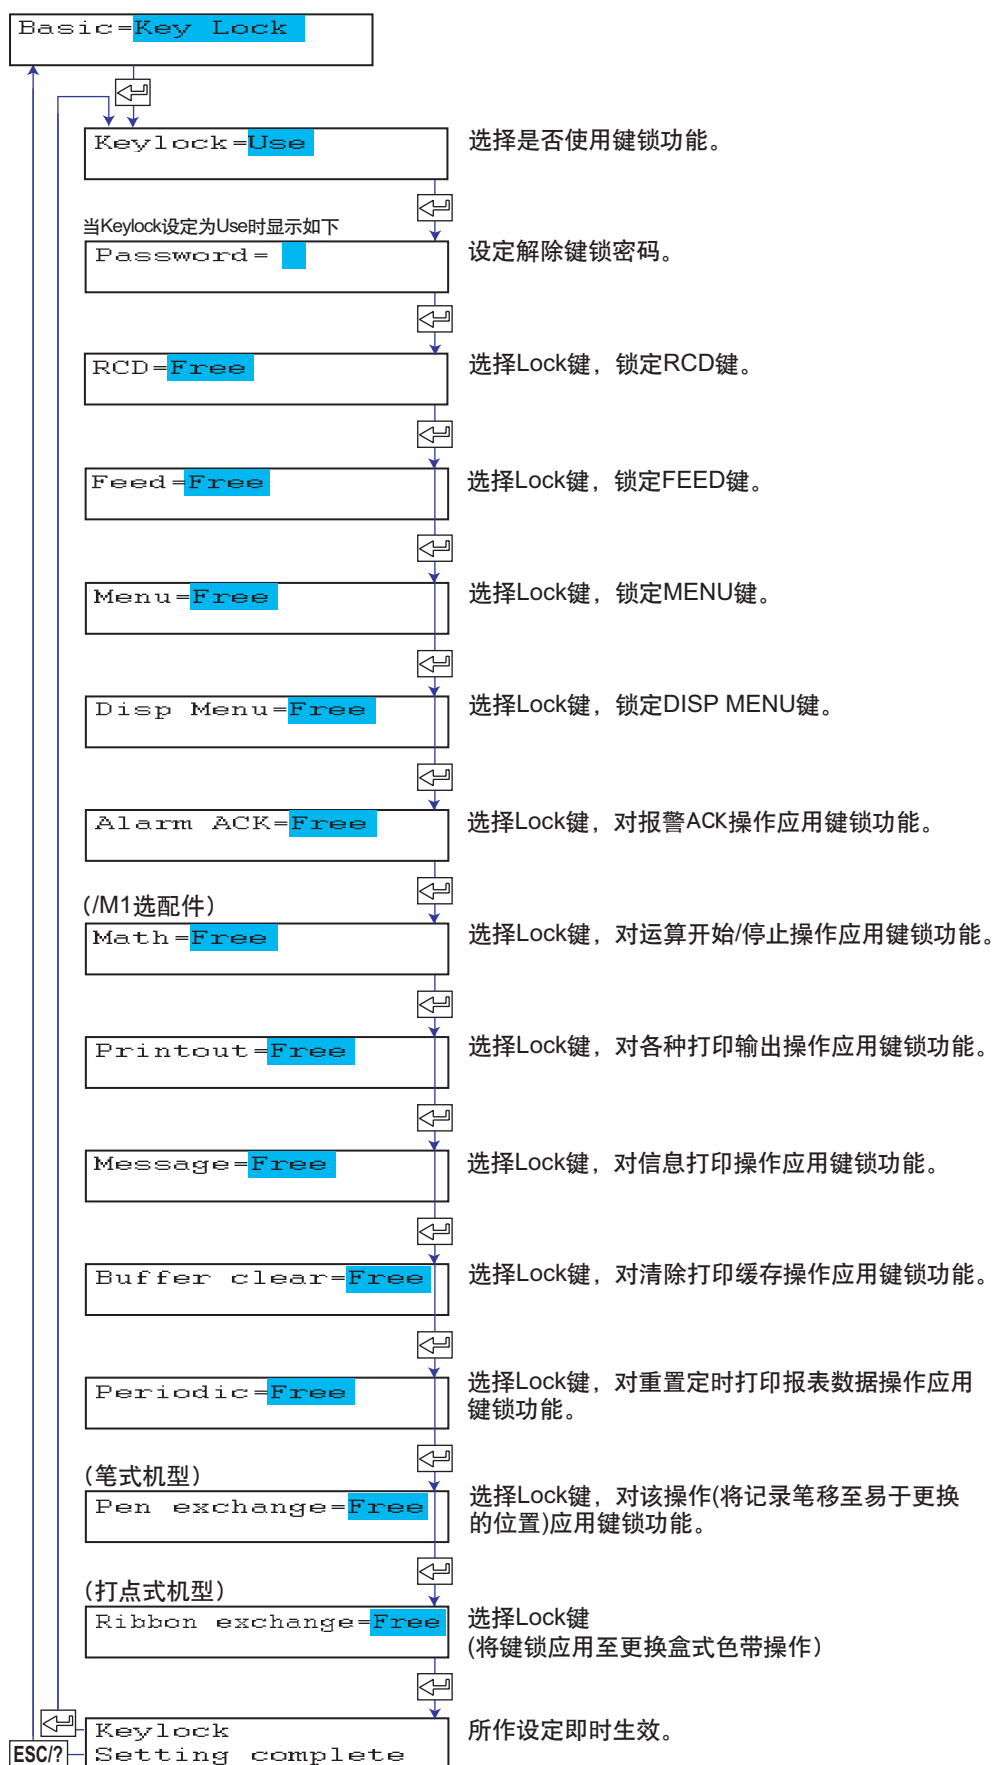 Basic=Key Lock
Keylock=Use
选择是否使用键锁功能。
当Keylock设定为Use时显示如下
Password=
设定解除键锁密码。
RCD=Free
选择Lock键，锁定RCD键。
Feed=Free
选择Lock键，锁定FEED键。
Menu=Free
选择Lock键，锁定MENU键。
Disp Menu=Free
选择Lock键，锁定DISP MENU键。
Alarm ACK=Free
选择Lock键，对报警ACK操作应用键锁功能。
（/M1选配件）
Math=Free
选择Lock键，对运算开始/停止操作应用键锁功能。
Printout=Free
选择Lock键，对各种打印输出操作应用键锁功能。
Message=Free
选择Lock键，对信息打印操作应用键锁功能。
Buffer clear=Free
选择Lock键，对清除打印缓存操作应用键锁功能。
Periodic=Free
选择Lock键，对重置定时打印报表数据操作应用
键锁功能。
（笔式机型）
Pen exchange=Free
选择Lock键，对该操作(将记录笔移至易于更换
的位置)应用键锁功能。
（打点式机型）
Ribbon exchange=Free
选择Lock键
(将键锁应用至更换盒式色带操作）
Keylock
Setting complete
所作设定即时生效。
ESC/?